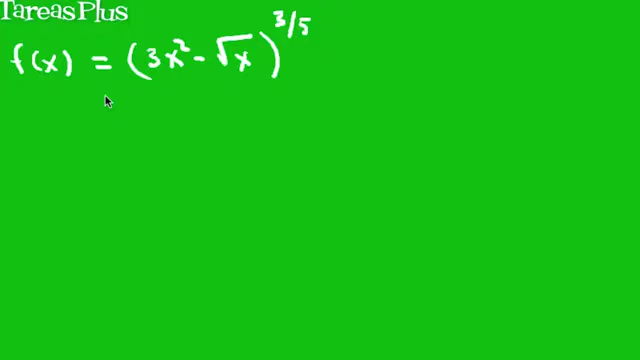 TareasPlus
f(x) = (3x² - √x)^3/5